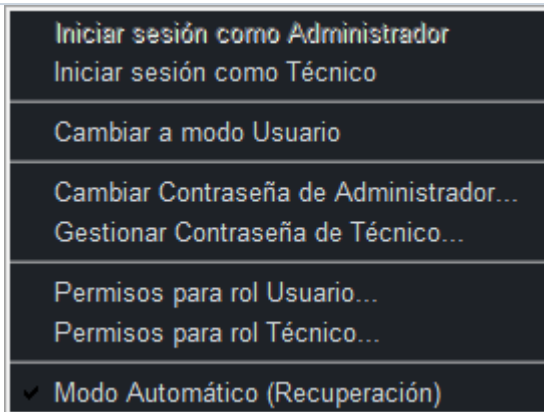 Iniciar sesión como Administrador
Iniciar sesión como Técnico
Cambiar a modo Usuario
Cambiar Contraseña de Administrador...
Gestionar Contraseña de Técnico...
Permisos para rol Usuario...
Permisos para rol Técnico...
Modo Automático (Recuperación)